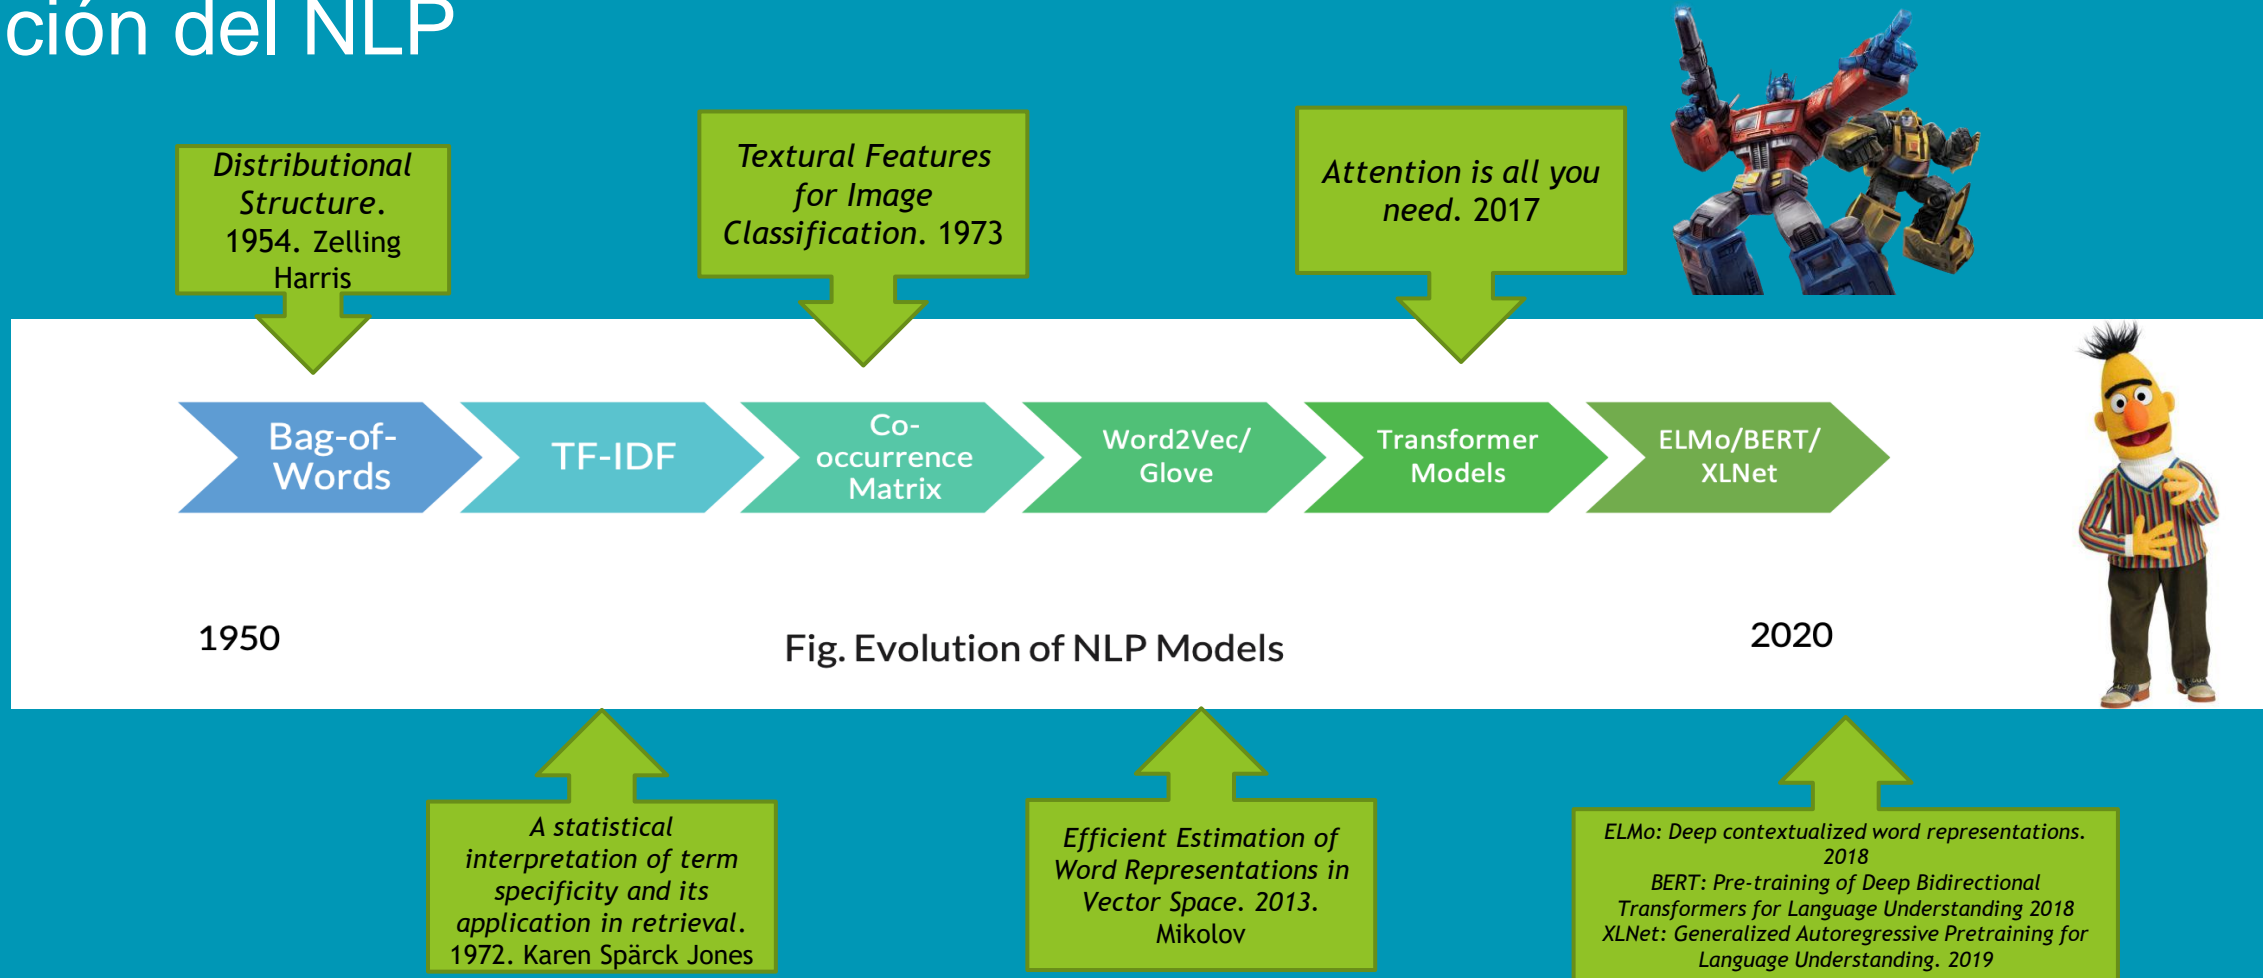 ción del NLP
Distributional
Structure.
1954. Zelling
Harris
Textural Features
for Image
Classification. 1973
Attention is all you
need. 2017
Bag-of-
Words
TF-IDF
Co-
occurrence
Matrix
Word2Vec/
Glove
Transformer
Models
ELMo/BERT/
XLNet
1950
Fig. Evolution of NLP Models
2020
A statistical
interpretation of term
specificity and its
application in retrieval.
1972. Karen Spärck Jones
Efficient Estimation of
Word Representations in
Vector Space. 2013.
Mikolov
ELMo: Deep contextualized word representations.
2018
BERT: Pre-training of Deep Bidirectional
Transformers for Language Understanding 2018
XLNet: Generalized Autoregressive Pretraining for
Language Understanding. 2019